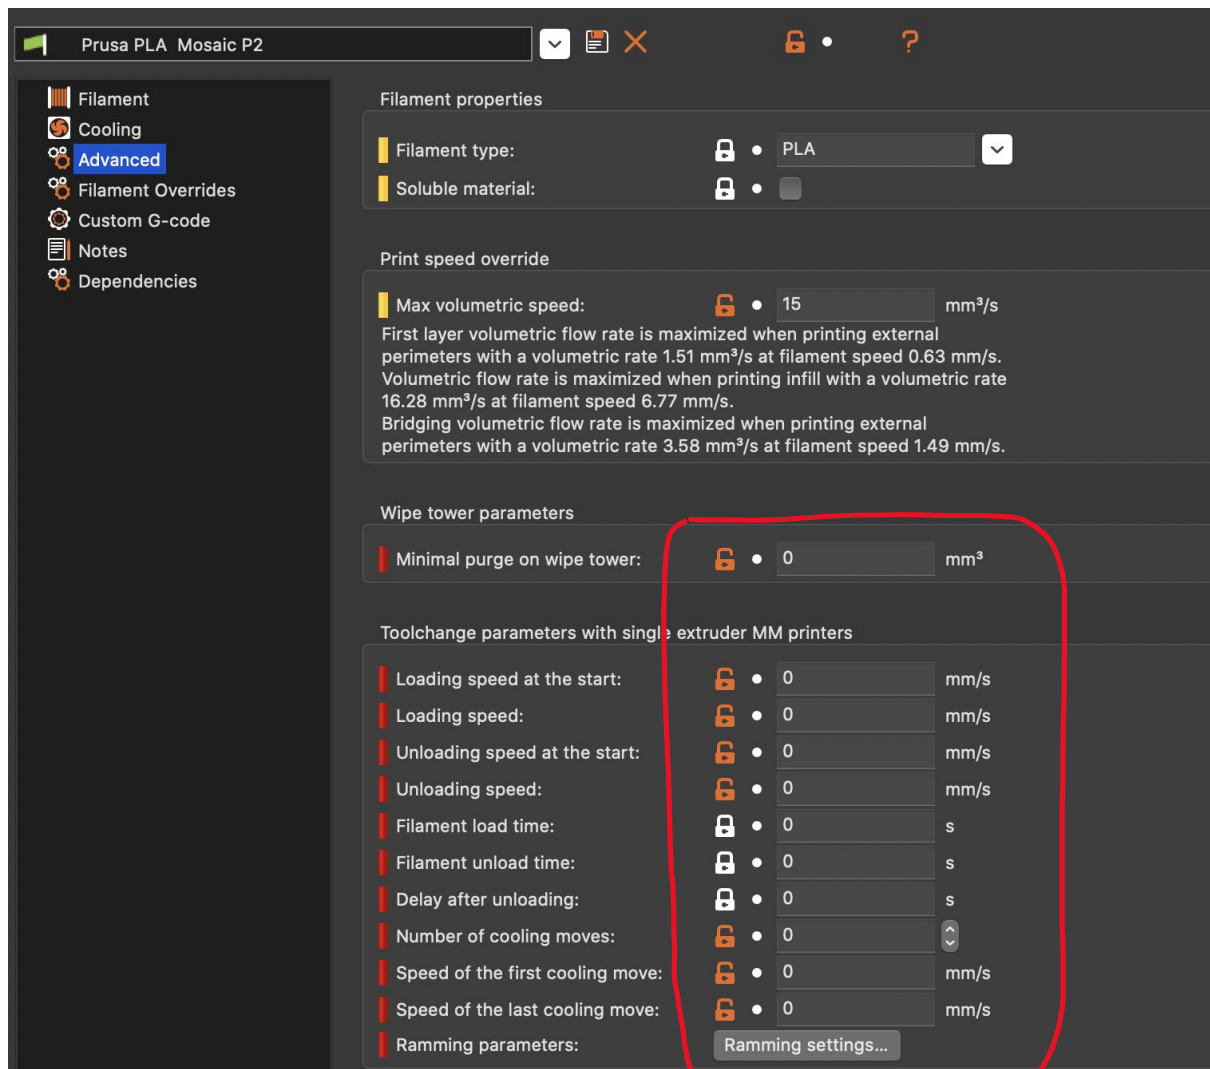 Prusa PLA  Mosaic P2
?
Filament
Cooling
Advanced
Filament Overrides
Custom G-code
Notes
Dependencies
Filament properties
Filament type: PLA
Soluble material:
Print speed override
Max volumetric speed: 15 mm³/s
First layer volumetric flow rate is maximized when printing external
perimeters with a volumetric rate 1.51 mm³/s at filament speed 0.63 mm/s.
Volumetric flow rate is maximized when printing infill with a volumetric rate
16.28 mm³/s at filament speed 6.77 mm/s.
Bridging volumetric flow rate is maximized when printing external
perimeters with a volumetric rate 3.58 mm³/s at filament speed 1.49 mm/s.
Wipe tower parameters
Minimal purge on wipe tower: 0 mm³
Toolchange parameters with single extruder MM printers
Loading speed at the start: 0 mm/s
Loading speed: 0 mm/s
Unloading speed at the start: 0 mm/s
Unloading speed: 0 mm/s
Filament load time: 0 s
Filament unload time: 0 s
Delay after unloading: 0 s
Number of cooling moves: 0
Speed of the first cooling move: 0 mm/s
Speed of the last cooling move: 0 mm/s
Ramming parameters: Ramming settings...